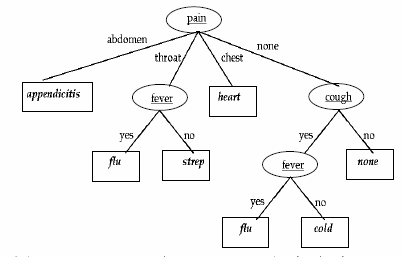 pain
abdomen
throat
chest
none
appendicitis
fever
heart
cough
yes
no
yes
no
flu
strep
fever
none
yes
no
flu
cold